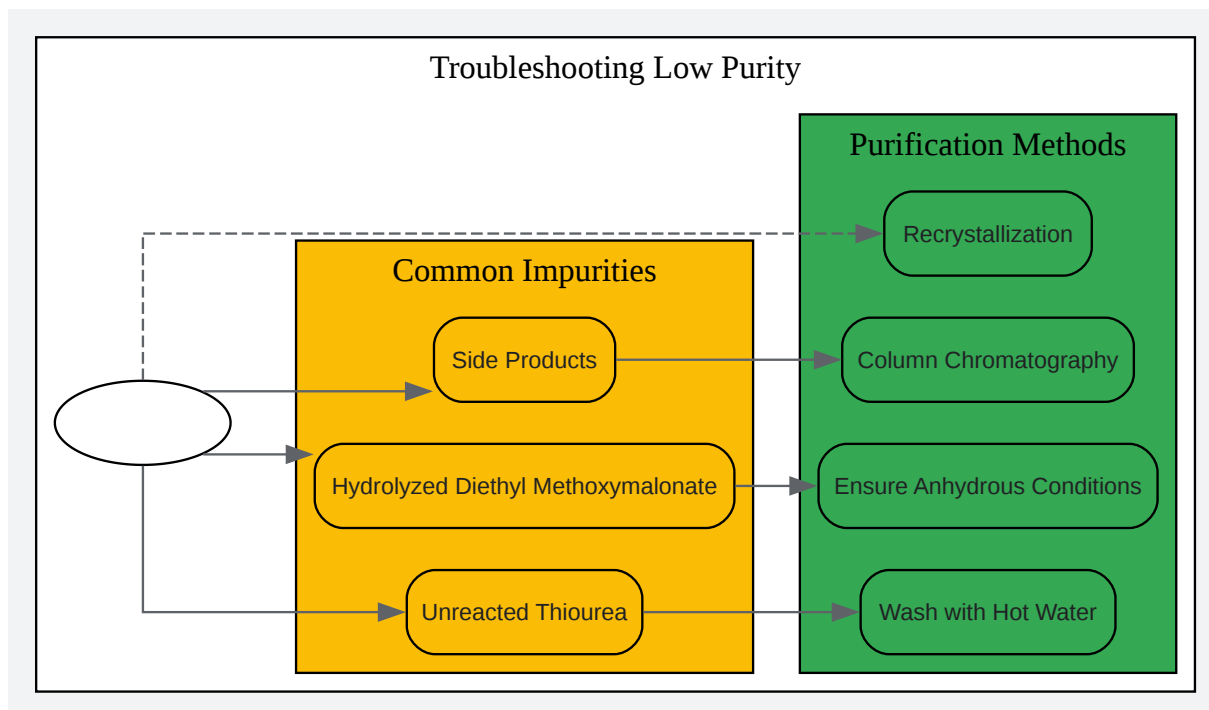 Troubleshooting Low Purity
Purification Methods
Recrystallization
Common Impurities
Side Products
Column Chromatography
Hydrolyzed Diethyl Methoxymalonate
Ensure Anhydrous Conditions
Unreacted Thiourea
Wash with Hot Water